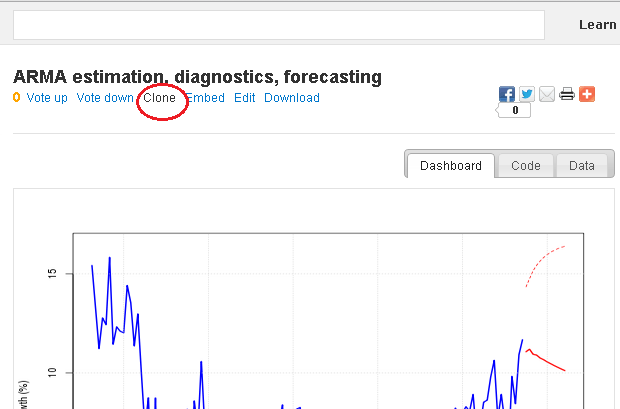 Learn
ARMA estimation, diagnostics, forecasting
0 Vote up Vote down Clone Embed Edit Download
0
Dashboard Code Data
15
10
(%)